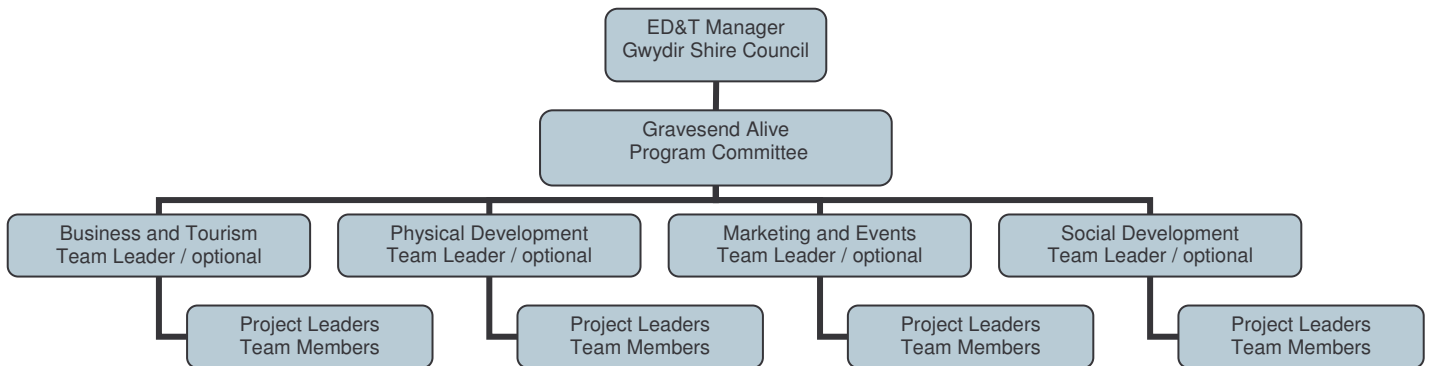 ED&T Manager
Gwydir Shire Council
Gravesend Alive
Program Committee
Business and Tourism
Team Leader / optional
Physical Development
Team Leader / optional
Marketing and Events
Team Leader / optional
Social Development
Team Leader / optional
Project Leaders
Team Members
Project Leaders
Team Members
Project Leaders
Team Members
Project Leaders
Team Members